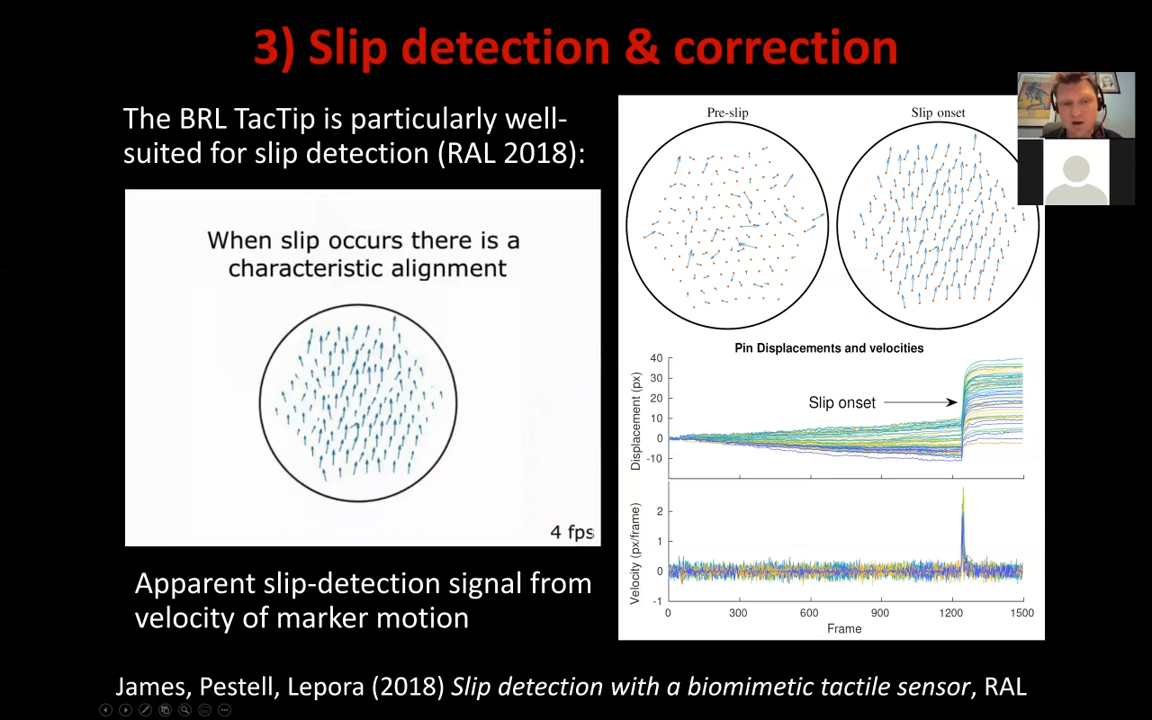 3) Slip detection & correction
The BRL TacTip is particularly well-
suited for slip detection (RAL 2018):
When slip occurs there is a
characteristic alignment
4 fps
Apparent slip-detection signal from
velocity of marker motion
Pre-slip
Slip onset
Pin Displacements and velocities
Displacement (px)
40
30
20
10
0
-10
Slip onset
Velocity (px/frame)
2
1
0
-1
0 300 600 900 1200 1500
Frame
James, Pestell, Lepora (2018) Slip detection with a biomimetic tactile sensor, RAL